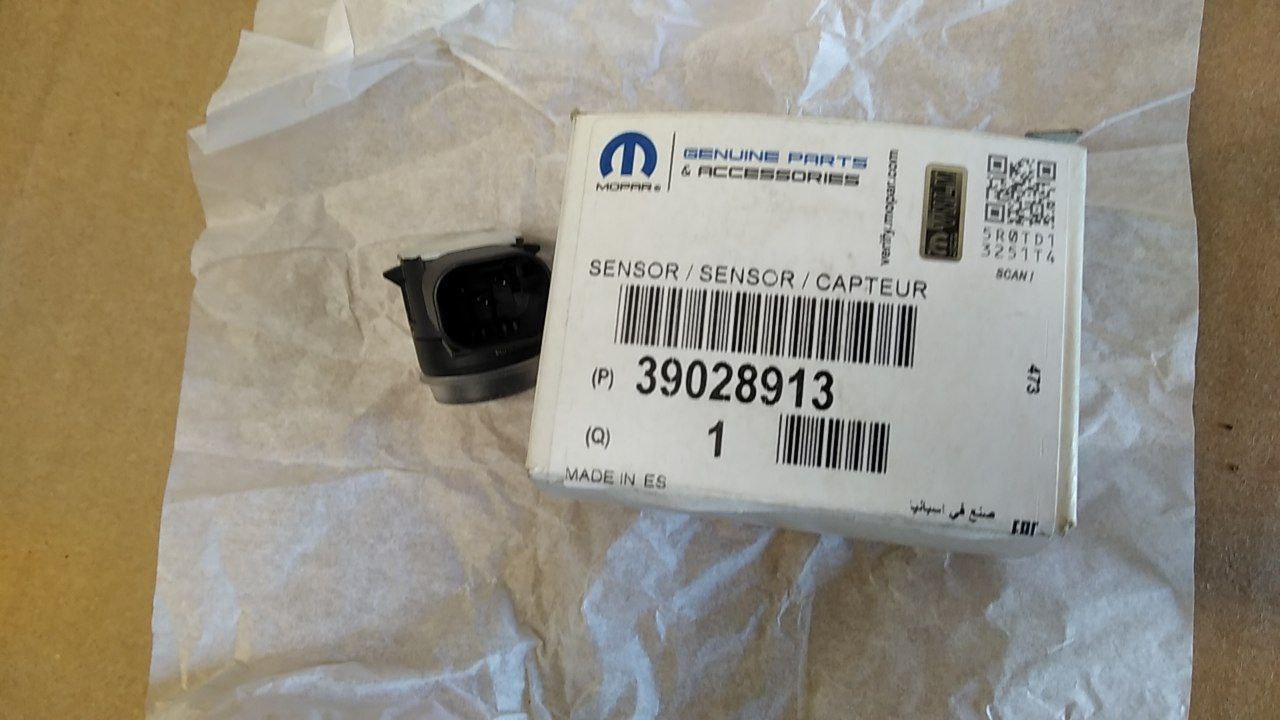 MOPAR®
GENUINE PARTS
& ACCESSORIES
verify.mopar.com
5R0TD1
3251T4
SCAN!
SENSOR / SENSOR / CAPTEUR
(P) 39028913
473
(Q) 1
MADE IN ES
صنع في اسبانيا
EAC